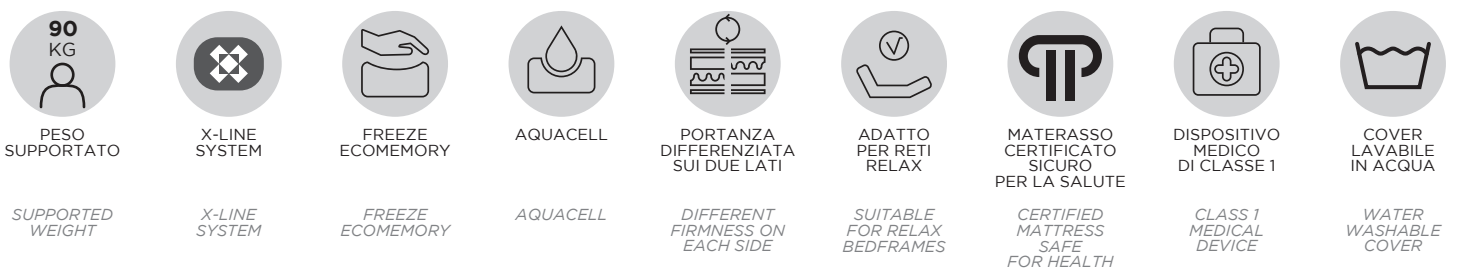 90
KG
PESO
SUPPORTATO
X-LINE
SYSTEM
FREEZE
ECOMEMORY
AQUACELL
PORTANZA
DIFFERENZIATA
SUI DUE LATI
ADATTO
PER RETI
RELAX
MATERASSO
CERTIFICATO
SICURO
PER LA SALUTE
DISPOSITIVO
MEDICO
DI CLASSE 1
COVER
LAVABILE
IN ACQUA
SUPPORTED
WEIGHT
X-LINE
SYSTEM
FREEZE
ECOMEMORY
AQUACELL
DIFFERENT
FIRMNESS ON
EACH SIDE
SUITABLE
FOR RELAX
BEDFRAMES
CERTIFIED
MATTRESS
SAFE
FOR HEALTH
CLASS 1
MEDICAL
DEVICE
WATER
WASHABLE
COVER